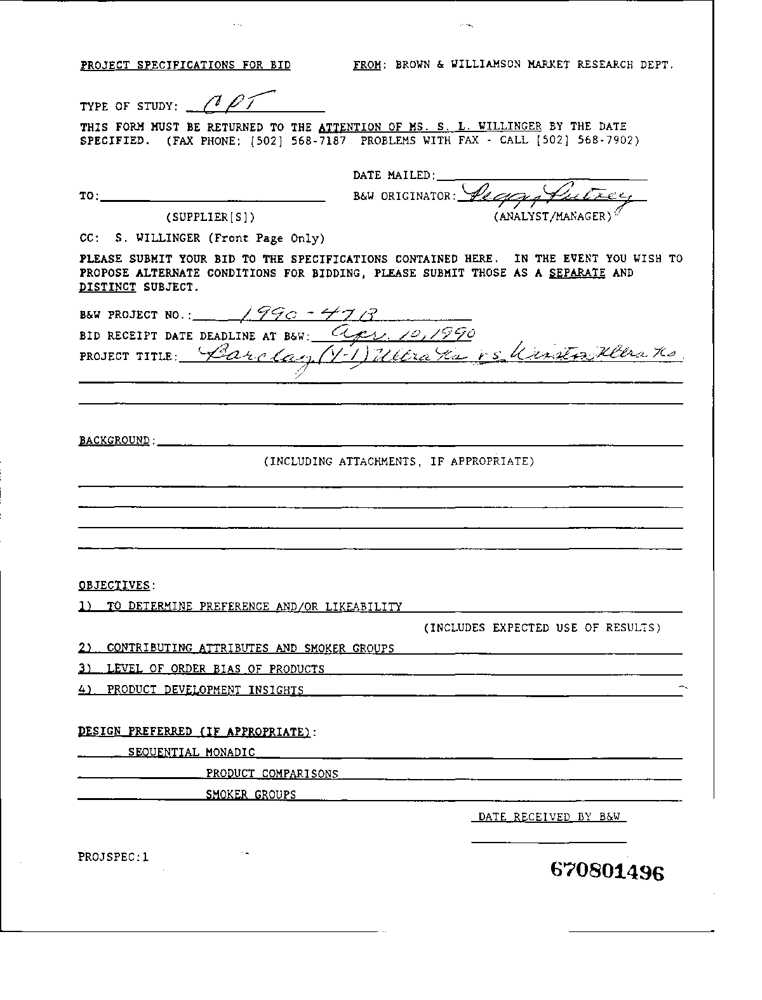 PROJECT SPECIFICATIONS FOR BID FROM: BROWN & WILLIAMSON MARKET RESEARCH DEPT.
TYPE OF STUDY: CPT
THIS FORM MUST BE RETURNED TO THE ATTENTION OF MS. S. L. WILLINGER BY THE DATE
SPECIFIED. (FAX PHONE: [502] 568-7187 PROBLEMS WITH FAX - CALL [502] 568-7902)
DATE MAILED:
TO: B&W ORIGINATOR: Peggy
(SUPPLIER[S]) (ANALYST/MANAGER)
CC: S. WILLINGER (Front Page Only)
PLEASE SUBMIT YOUR BID TO THE SPECIFICATIONS CONTAINED HERE. IN THE EVENT YOU WISH TO
PROPOSE ALTERNATE CONDITIONS FOR BIDDING, PLEASE SUBMIT THOSE AS A SEPARATE AND
DISTINCT SUBJECT.
B&W PROJECT NO.: 1990-47B
BID RECEIPT DATE DEADLINE AT B&W: Apr. 10, 1990
PROJECT TITLE: Barclay (Y-1) Ultra Ks vs. Winston Ultra Ks
BACKGROUND:
(INCLUDING ATTACHMENTS, IF APPROPRIATE)
OBJECTIVES:
1) TO DETERMINE PREFERENCE AND/OR LIKEABILITY
(INCLUDES EXPECTED USE OF RESULTS)
2) CONTRIBUTING ATTRIBUTES AND SMOKER GROUPS
3) LEVEL OF ORDER BIAS OF PRODUCTS
4) PRODUCT DEVELOPMENT INSIGHTS
DESIGN PREFERRED (IF APPROPRIATE):
SEQUENTIAL MONADIC
PRODUCT COMPARISONS
SMOKER GROUPS
DATE RECEIVED BY B&W
PROJSPEC:1
670801496